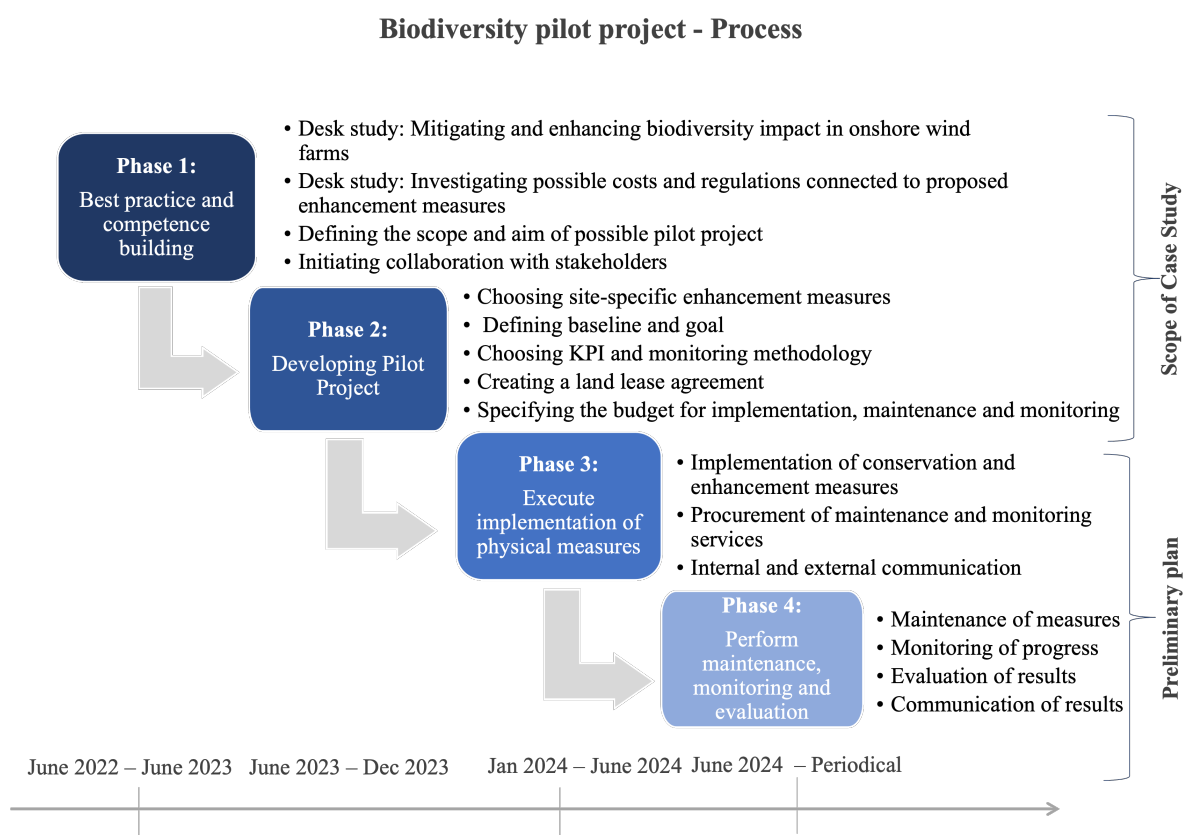 Biodiversity pilot project - Process
Phase 1:
Best practice and
competence
building
• Desk study: Mitigating and enhancing biodiversity impact in onshore wind
farms
• Desk study: Investigating possible costs and regulations connected to proposed
enhancement measures
• Defining the scope and aim of possible pilot project
• Initiating collaboration with stakeholders
Phase 2:
Developing Pilot
Project
• Choosing site-specific enhancement measures
• Defining baseline and goal
• Choosing KPI and monitoring methodology
• Creating a land lease agreement
• Specifying the budget for implementation, maintenance and monitoring
Scope of Case Study
Phase 3:
Execute
implementation of
physical measures
• Implementation of conservation and
enhancement measures
• Procurement of maintenance and monitoring
services
• Internal and external communication
Phase 4:
Perform
maintenance,
monitoring and
evaluation
• Maintenance of measures
• Monitoring of progress
• Evaluation of results
• Communication of results
Preliminary plan
June 2022 – June 2023
June 2023 – Dec 2023
Jan 2024 – June 2024
June 2024 – Periodical